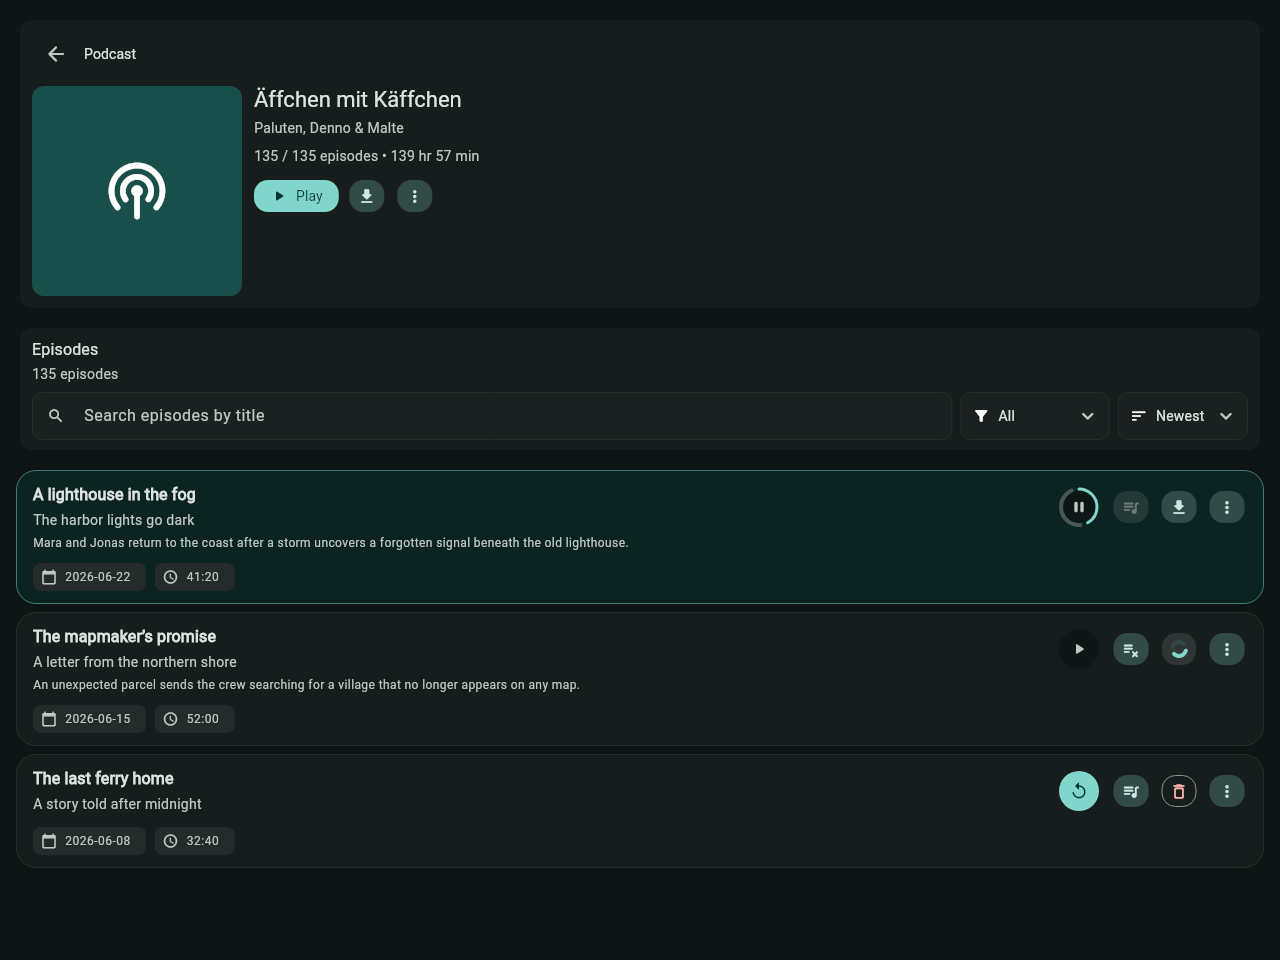 Podcast
Äffchen mit Käffchen
Paluten, Denno & Malte
135 / 135 episodes • 139 hr 57 min
Play
Episodes
135 episodes
Search episodes by title
All
Newest
A lighthouse in the fog
The harbor lights go dark
Mara and Jonas return to the coast after a storm uncovers a forgotten signal beneath the old lighthouse.
2026-06-22
41:20
The mapmaker's promise
A letter from the northern shore
An unexpected parcel sends the crew searching for a village that no longer appears on any map.
2026-06-15
52:00
The last ferry home
A story told after midnight
2026-06-08
32:40